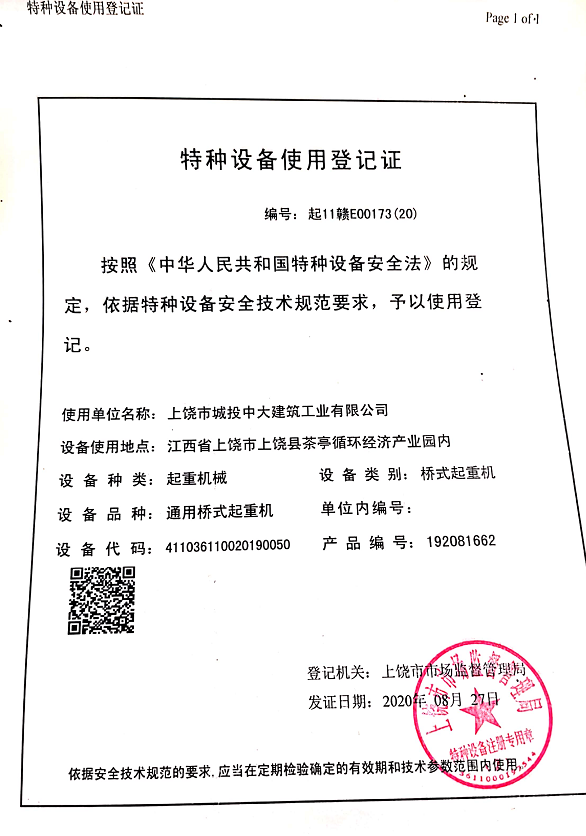 特种设备使用登记证
Page 1 of 1
特种设备使用登记证
编号：起11赣E00173(20)
按照《中华人民共和国特种设备安全法》的规
定，依据特种设备安全技术规范要求，予以使用登
记。
使用单位名称：上饶市城投中大建筑工业有限公司
设备使用地点：江西省上饶市上饶县茶亭循环经济产业园内
设备种类：起重机械 设备类别：桥式起重机
设备品种：通用桥式起重机 单位内编号：
设备代码：411036110020190050 产品编号：192081662
登记机关：上饶市市场监督管理局
发证日期：2020年 08月 27日
上饶市市场监督管理局
特种设备注册专用章
依据安全技术规范的要求,应当在定期检验确定的有效期和技术参数范围内使用。